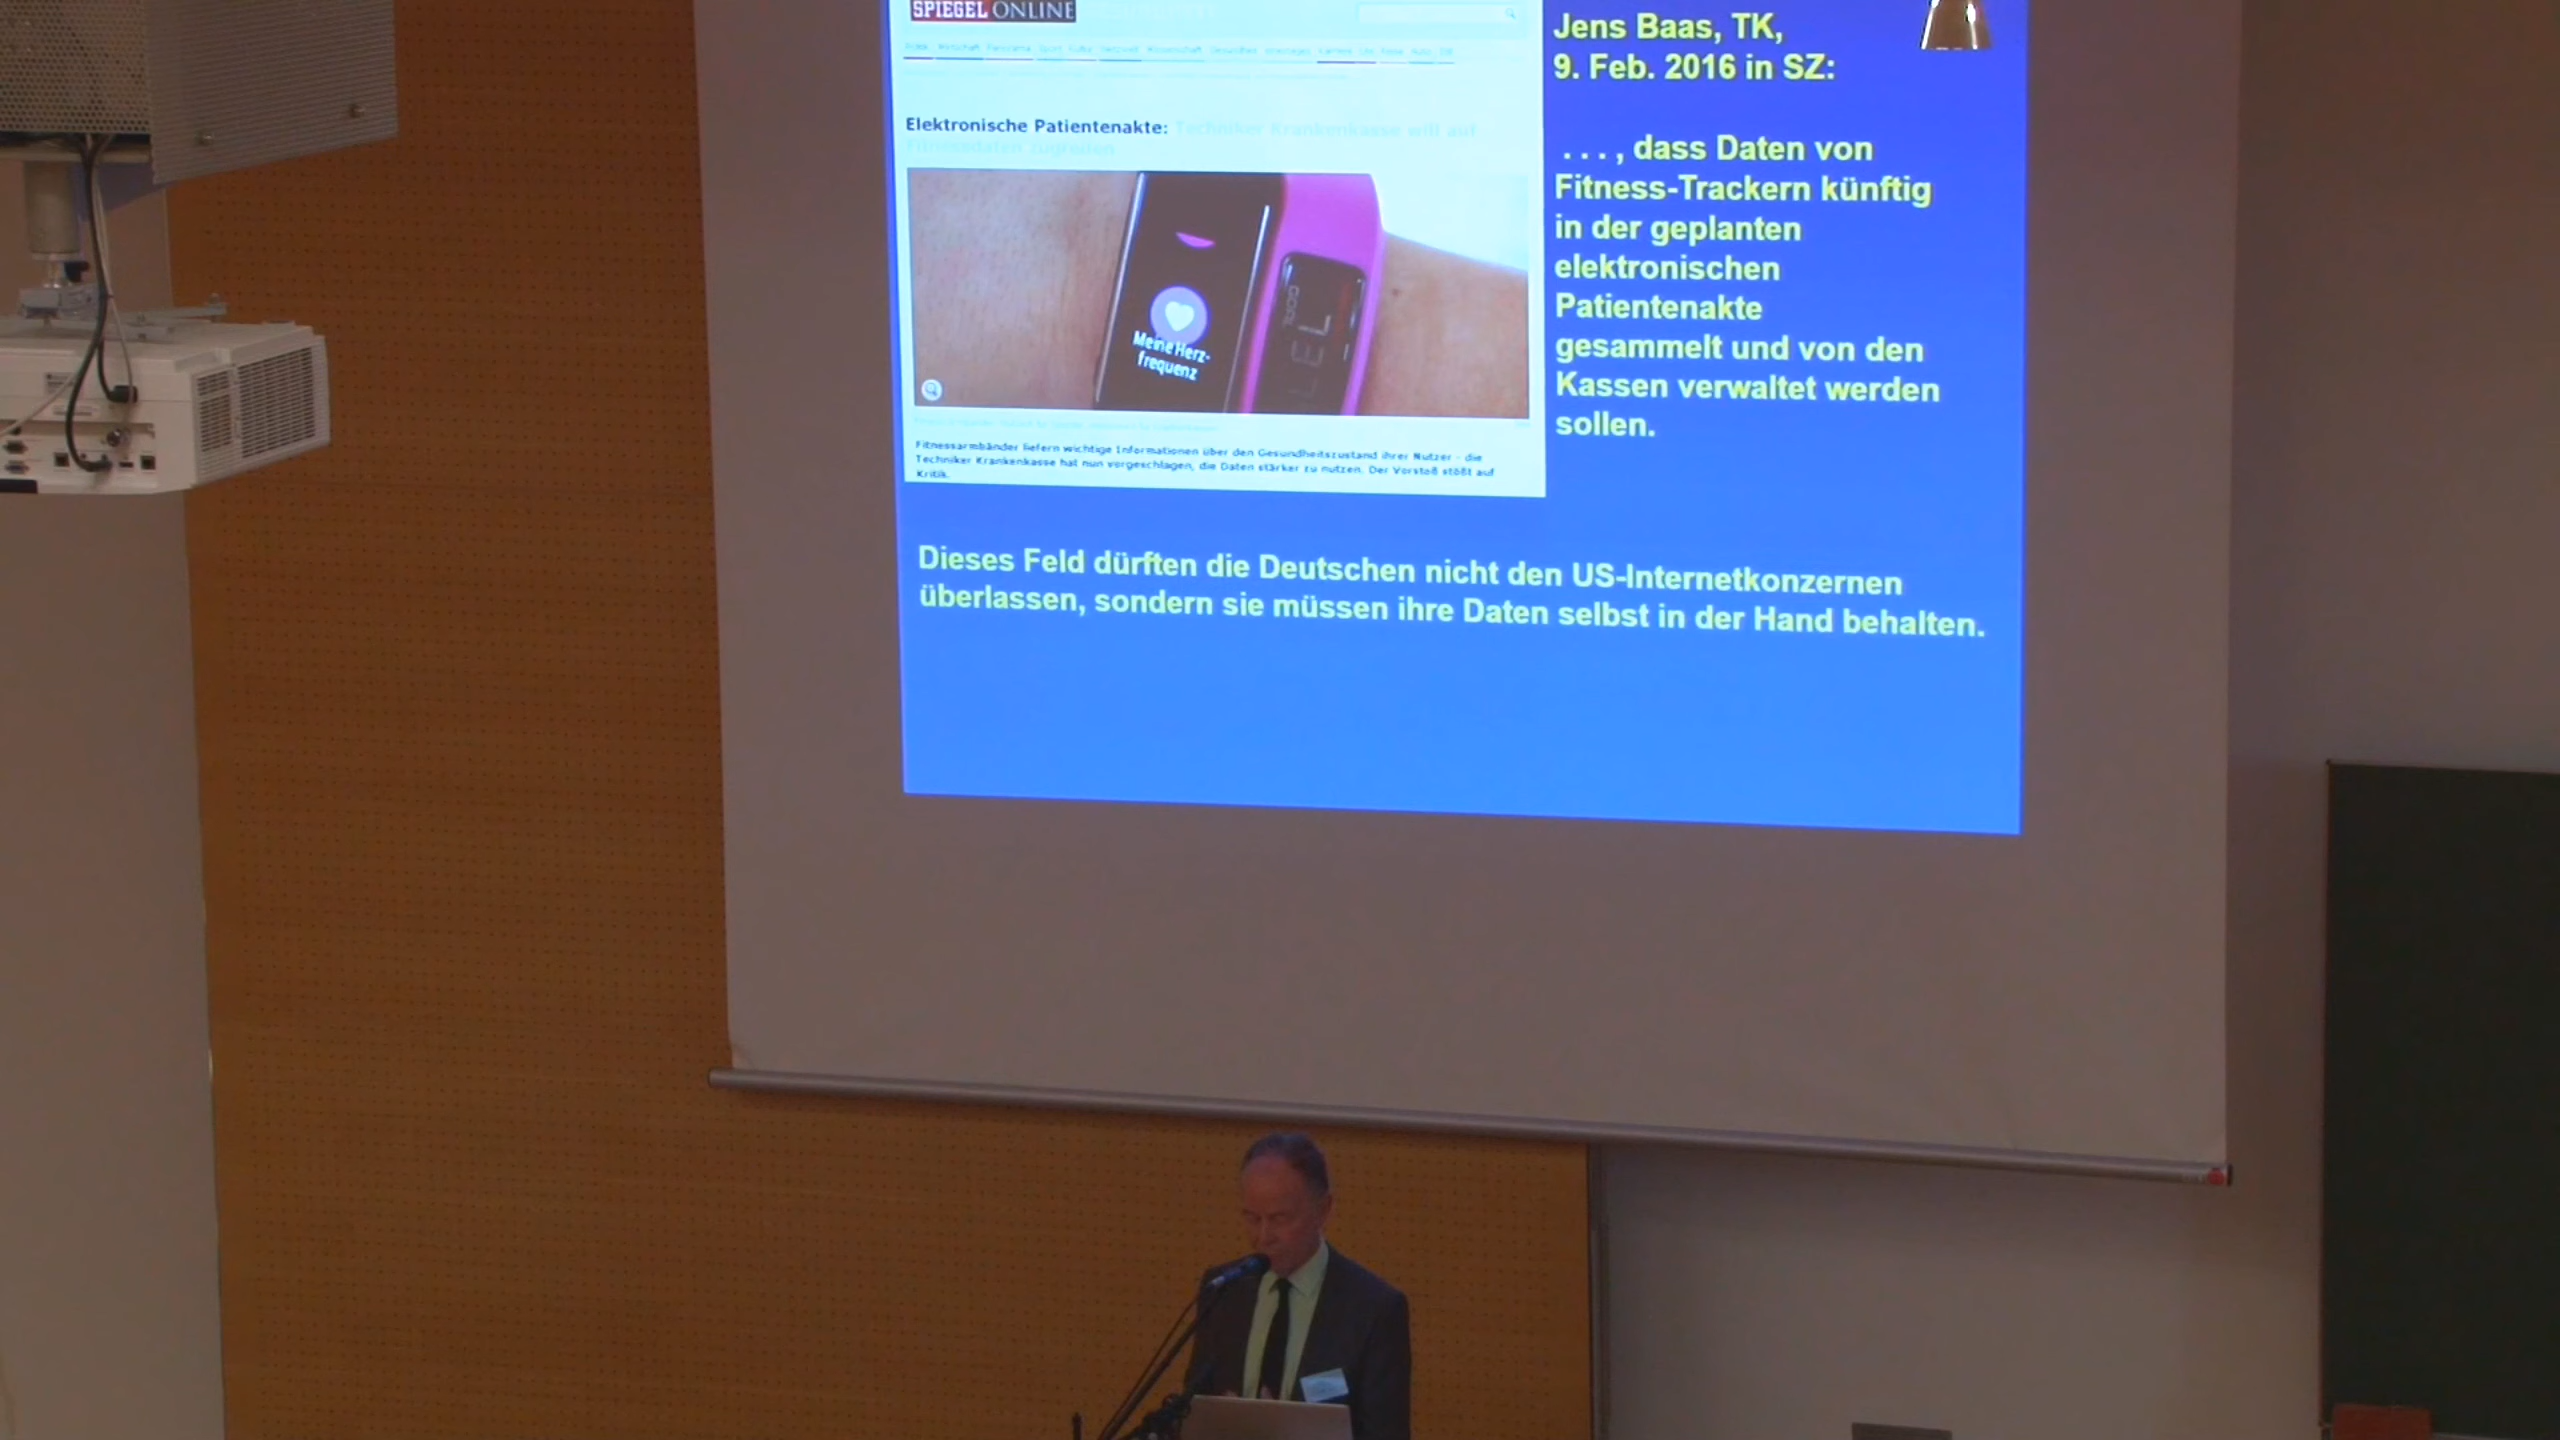 SPIEGEL ONLINE
Elektronische Patientenakte: Techniker Krankenkasse will auf
Fitnessdaten zugreifen
Meine Herz-
frequenz
Fitnessarmbänder liefern wichtige Informationen über den Gesundheitszustand ihrer Nutzer - die
Techniker Krankenkasse hat nun vorgeschlagen, die Daten stärker zu nutzen. Der Vorstoß stößt auf
Kritik.
Jens Baas, TK,
9. Feb. 2016 in SZ:
. . . , dass Daten von
Fitness-Trackern künftig
in der geplanten
elektronischen
Patientenakte
gesammelt und von den
Kassen verwaltet werden
sollen.
Dieses Feld dürften die Deutschen nicht den US-Internetkonzernen
überlassen, sondern sie müssen ihre Daten selbst in der Hand behalten.